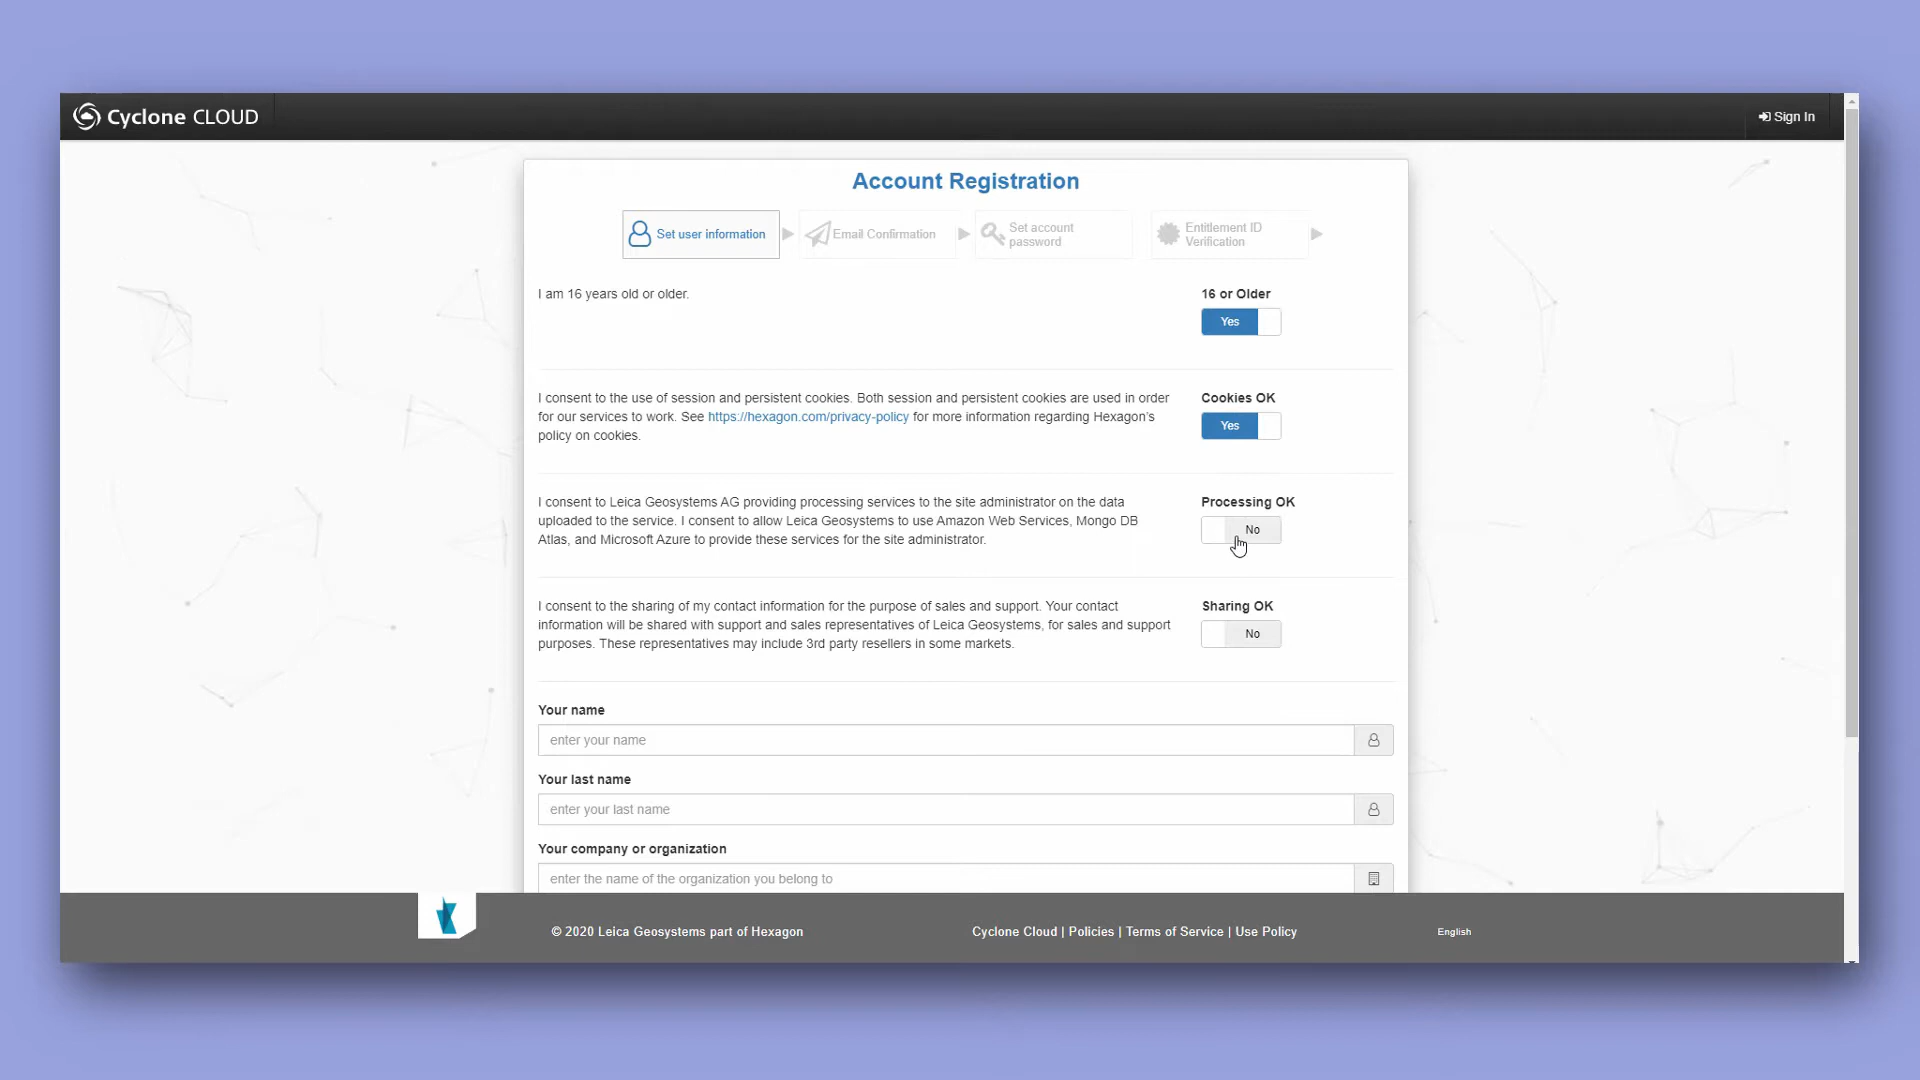 Cyclone CLOUD
Sign In
Account Registration
Set user information
Email Confirmation
Set account
password
Entitlement ID
Verification
I am 16 years old or older.
16 or Older
Yes
I consent to the use of session and persistent cookies. Both session and persistent cookies are used in order
for our services to work. See https://hexagon.com/privacy-policy for more information regarding Hexagon's
policy on cookies.
Cookies OK
Yes
I consent to Leica Geosystems AG providing processing services to the site administrator on the data
uploaded to the service. I consent to allow Leica Geosystems to use Amazon Web Services, Mongo DB
Atlas, and Microsoft Azure to provide these services for the site administrator.
Processing OK
No
I consent to the sharing of my contact information for the purpose of sales and support. Your contact
information will be shared with support and sales representatives of Leica Geosystems, for sales and support
purposes. These representatives may include 3rd party resellers in some markets.
Sharing OK
No
Your name
enter your name
Your last name
enter your last name
Your company or organization
enter the name of the organization you belong to
© 2020 Leica Geosystems part of Hexagon
Cyclone Cloud | Policies | Terms of Service | Use Policy
English